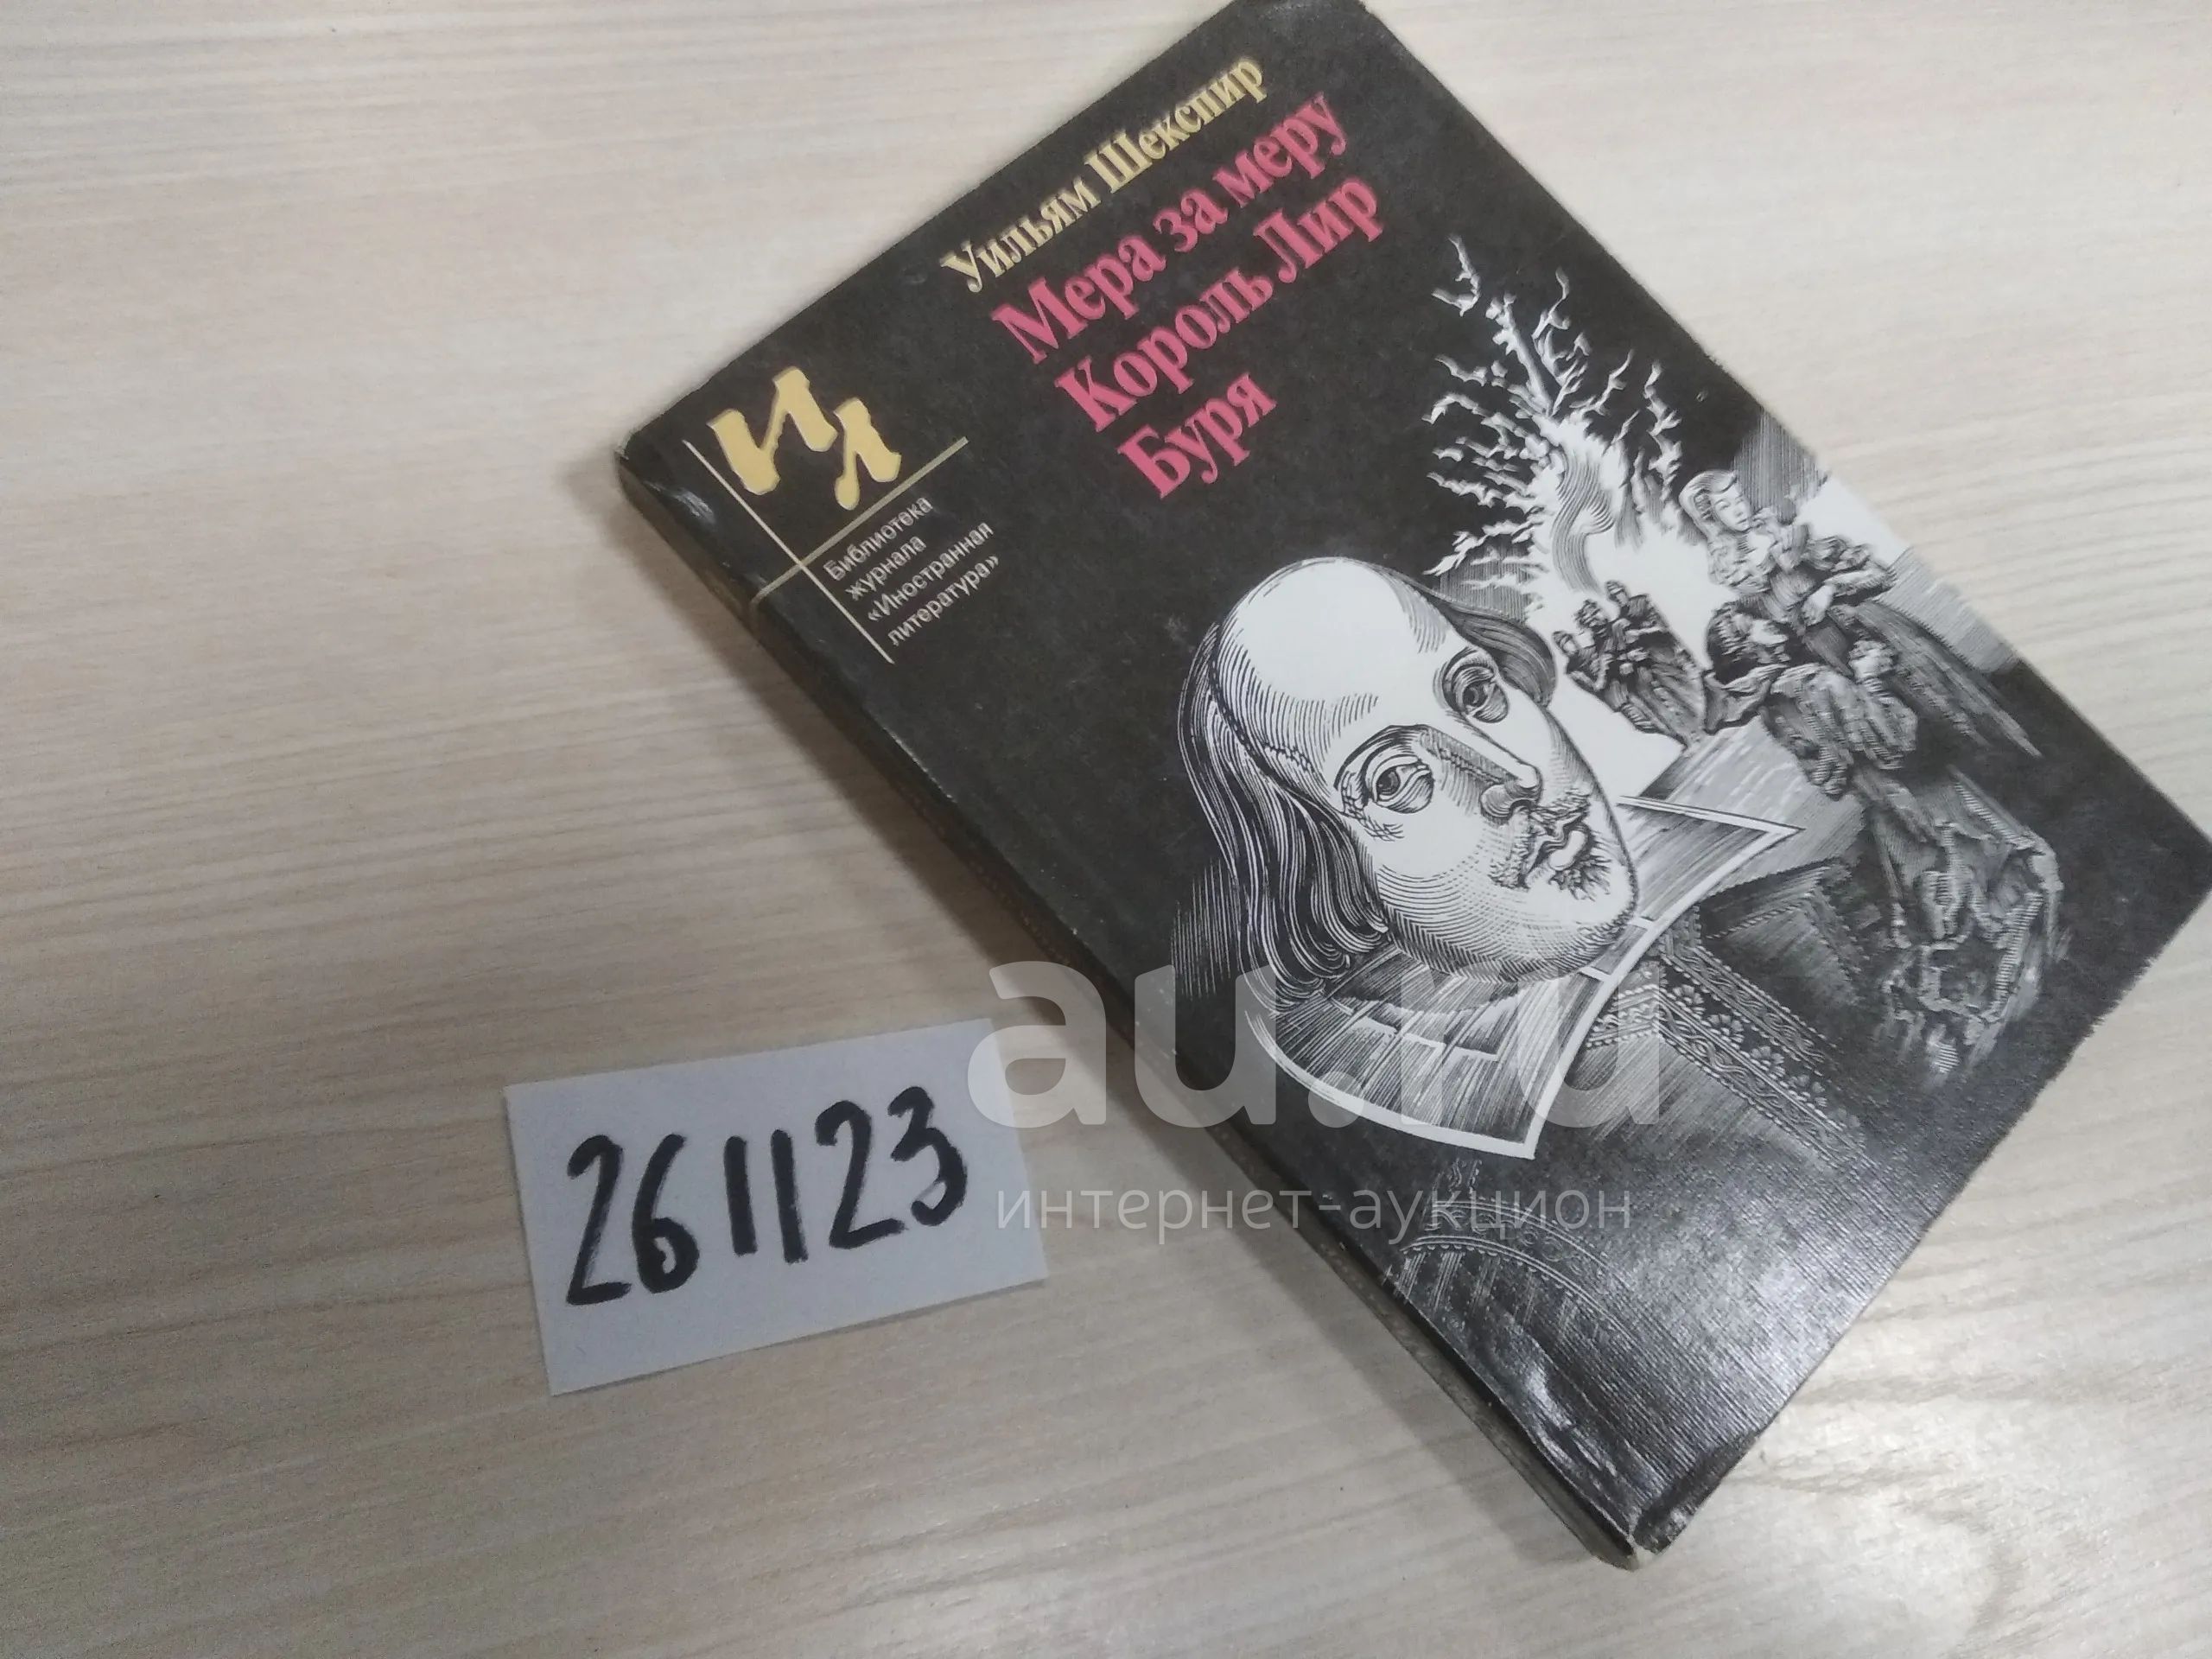 Уильям Шекспир
Мера за меру
Король Лир
Буря
ИЛ
Библиотека
журнала
«Иностранная
литература»
261123
au.ru
интернет-аукцион